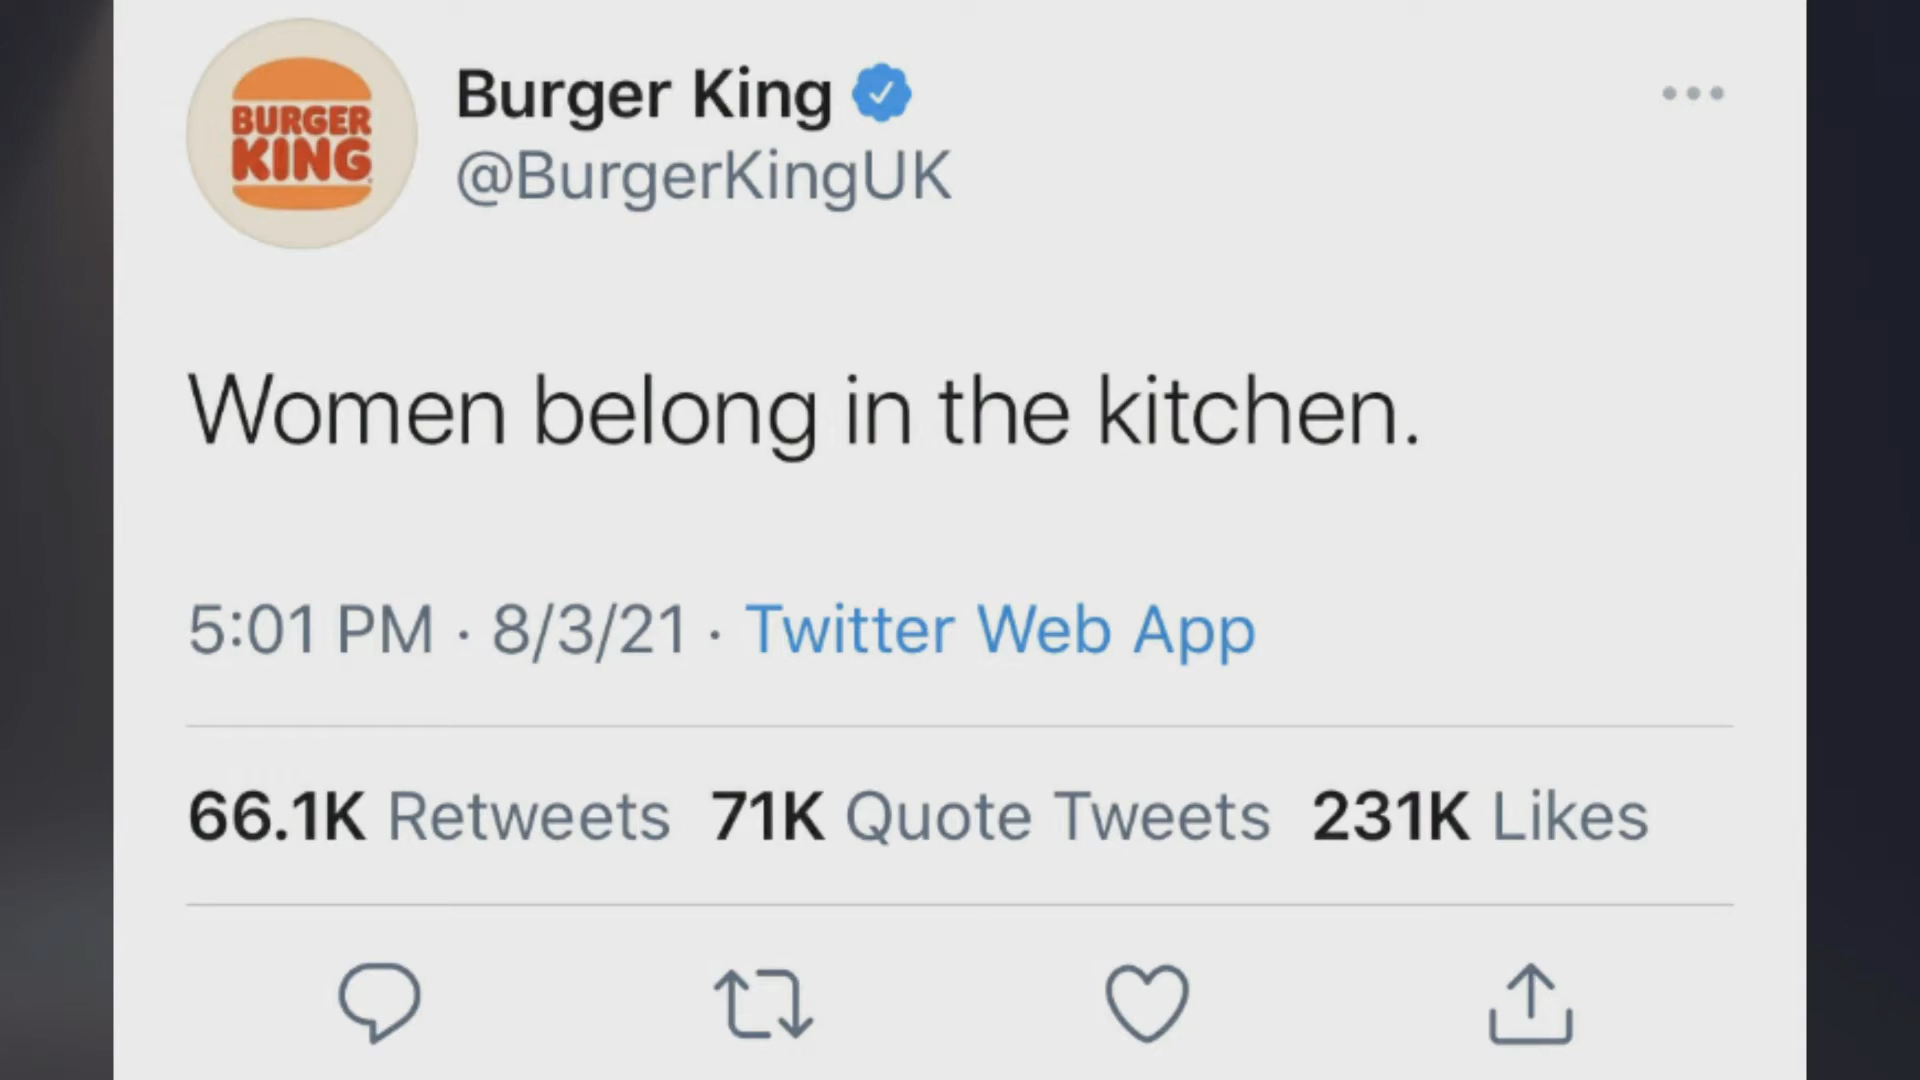 BURGER
KING
Burger King
@BurgerKingUK
Women belong in the kitchen.
5:01 PM · 8/3/21 · Twitter Web App
66.1K Retweets 71K Quote Tweets 231K Likes